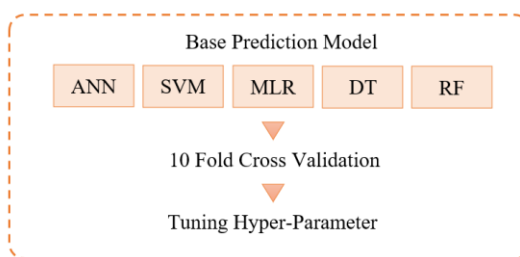 Base Prediction Model
ANN SVM MLR DT RF
10 Fold Cross Validation
Tuning Hyper-Parameter